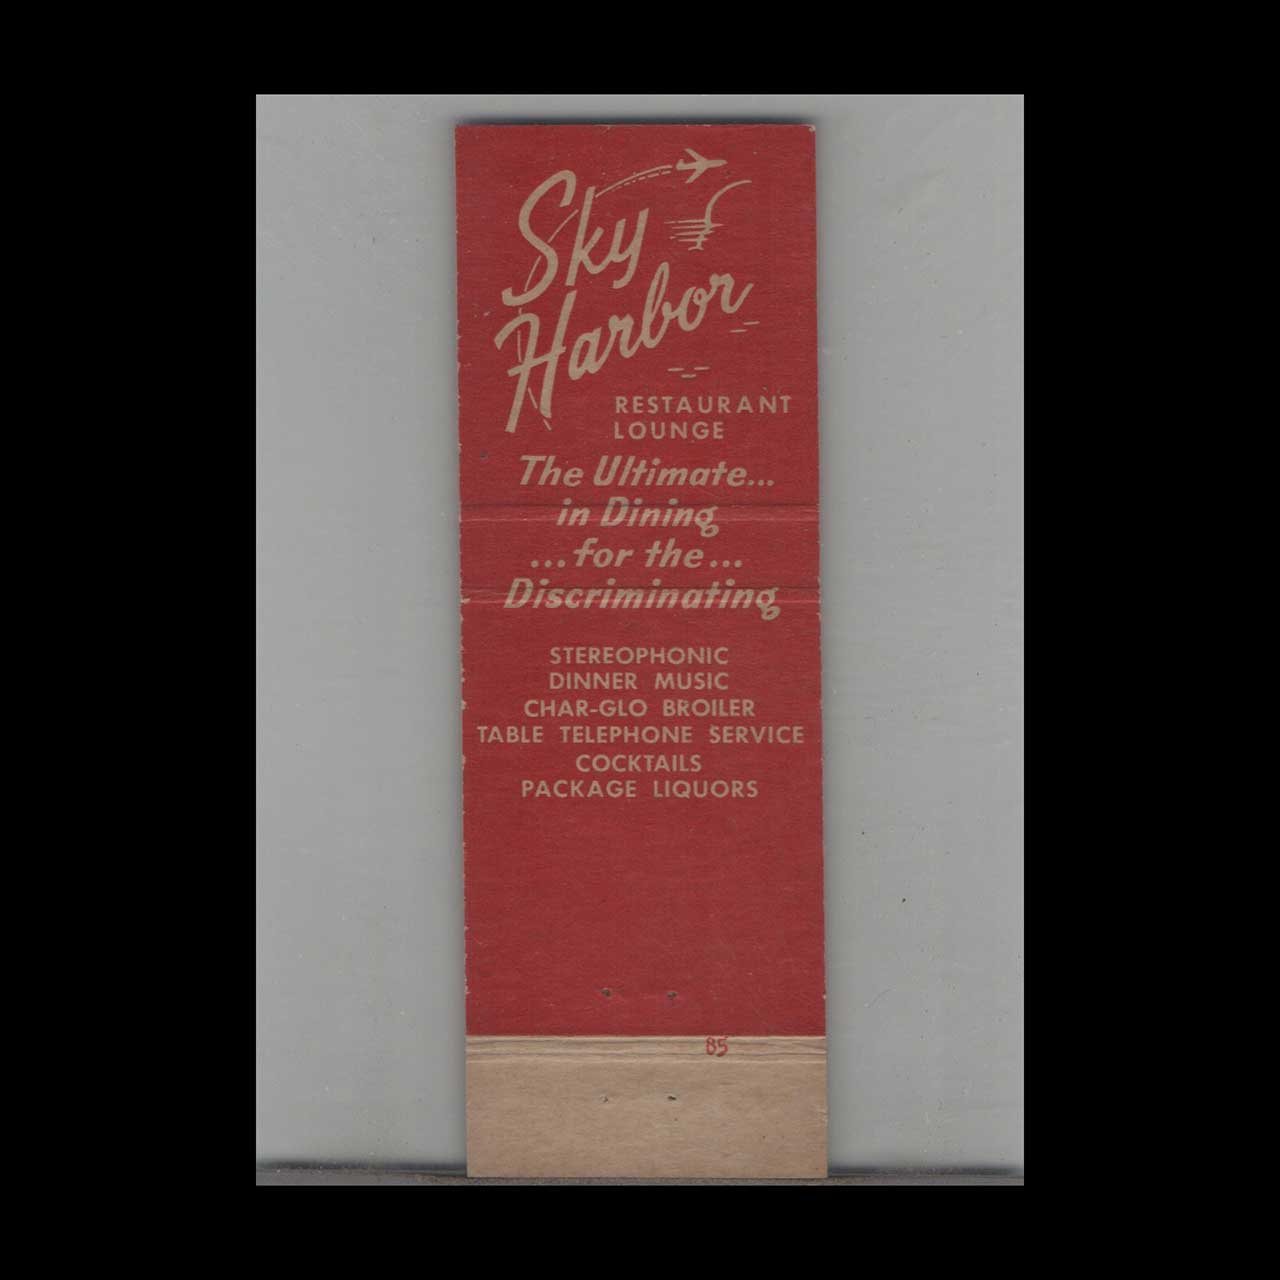 Sky
Harbor
RESTAURANT
LOUNGE
The Ultimate...
in Dining
...for the...
Discriminating
STEREOPHONIC
DINNER MUSIC
CHAR-GLO BROILER
TABLE TELEPHONE SERVICE
COCKTAILS
PACKAGE LIQUORS
85